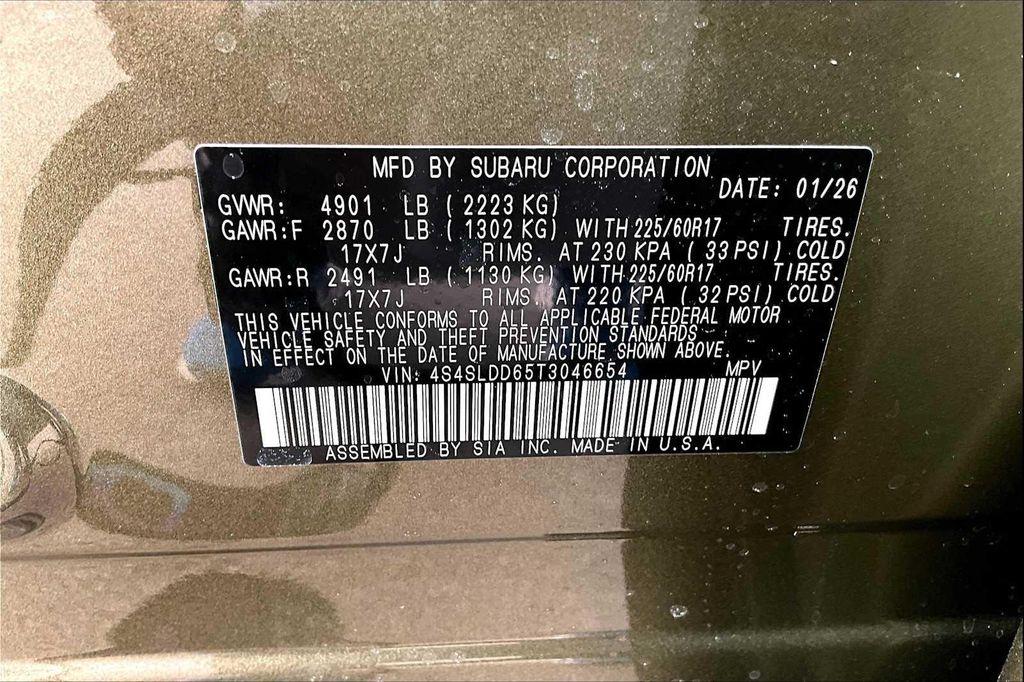 MFD BY SUBARU CORPORATION
DATE: 01/26
GVWR: 4901 LB ( 2223 KG)
GAWR:F 2870 LB ( 1302 KG) WITH 225/60R17 TIRES.
17X7J RIMS. AT 230 KPA ( 33 PSI) COLD
GAWR:R 2491 LB ( 1130 KG) WITH 225/60R17 TIRES.
17X7J RIMS. AT 220 KPA ( 32 PSI) COLD
THIS VEHICLE CONFORMS TO ALL APPLICABLE FEDERAL MOTOR
VEHICLE SAFETY AND THEFT PREVENTION STANDARDS
IN EFFECT ON THE DATE OF MANUFACTURE SHOWN ABOVE.
VIN: 4S4SLDD65T3046654 MPV
ASSEMBLED BY SIA INC. MADE IN U.S.A.